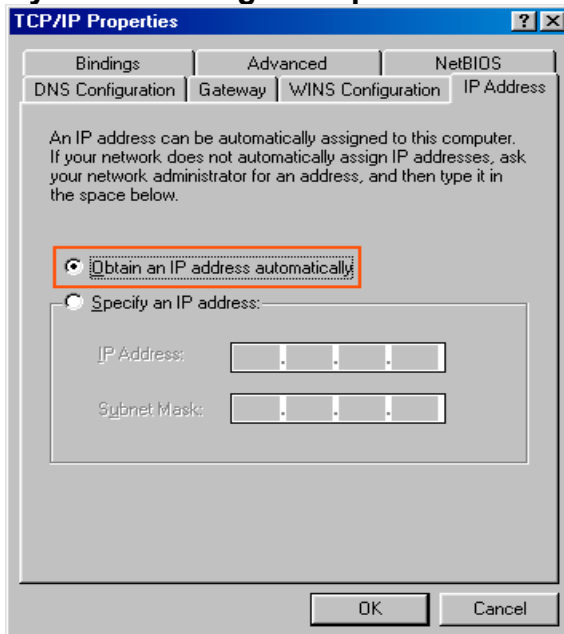 TCP/IP Properties
Bindings Advanced NetBIOS
DNS Configuration Gateway WINS Configuration IP Address
An IP address can be automatically assigned to this computer.
If your network does not automatically assign IP addresses, ask
your network administrator for an address, and then type it in
the space below.
Obtain an IP address automatically
Specify an IP address:
IP Address:
Subnet Mask:
OK Cancel